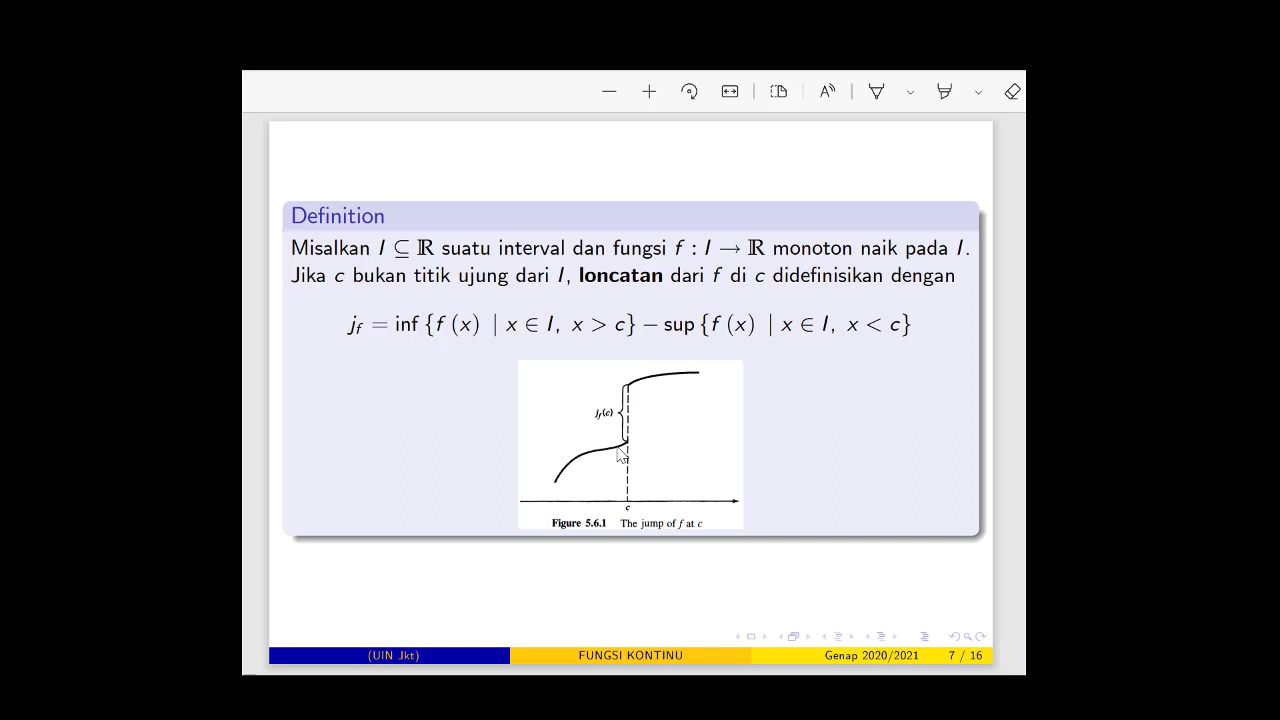 Definition
Misalkan I ⊆ ℝ suatu interval dan fungsi f : I → ℝ monoton naik pada I.
Jika c bukan titik ujung dari I, loncatan dari f di c didefinisikan dengan
j_f = inf {f (x) | x ∈ I, x > c} − sup {f (x) | x ∈ I, x < c}
j_f(c)
c
Figure 5.6.1 The jump of f at c
(UIN Jkt) FUNGSI KONTINU Genap 2020/2021 7 / 16